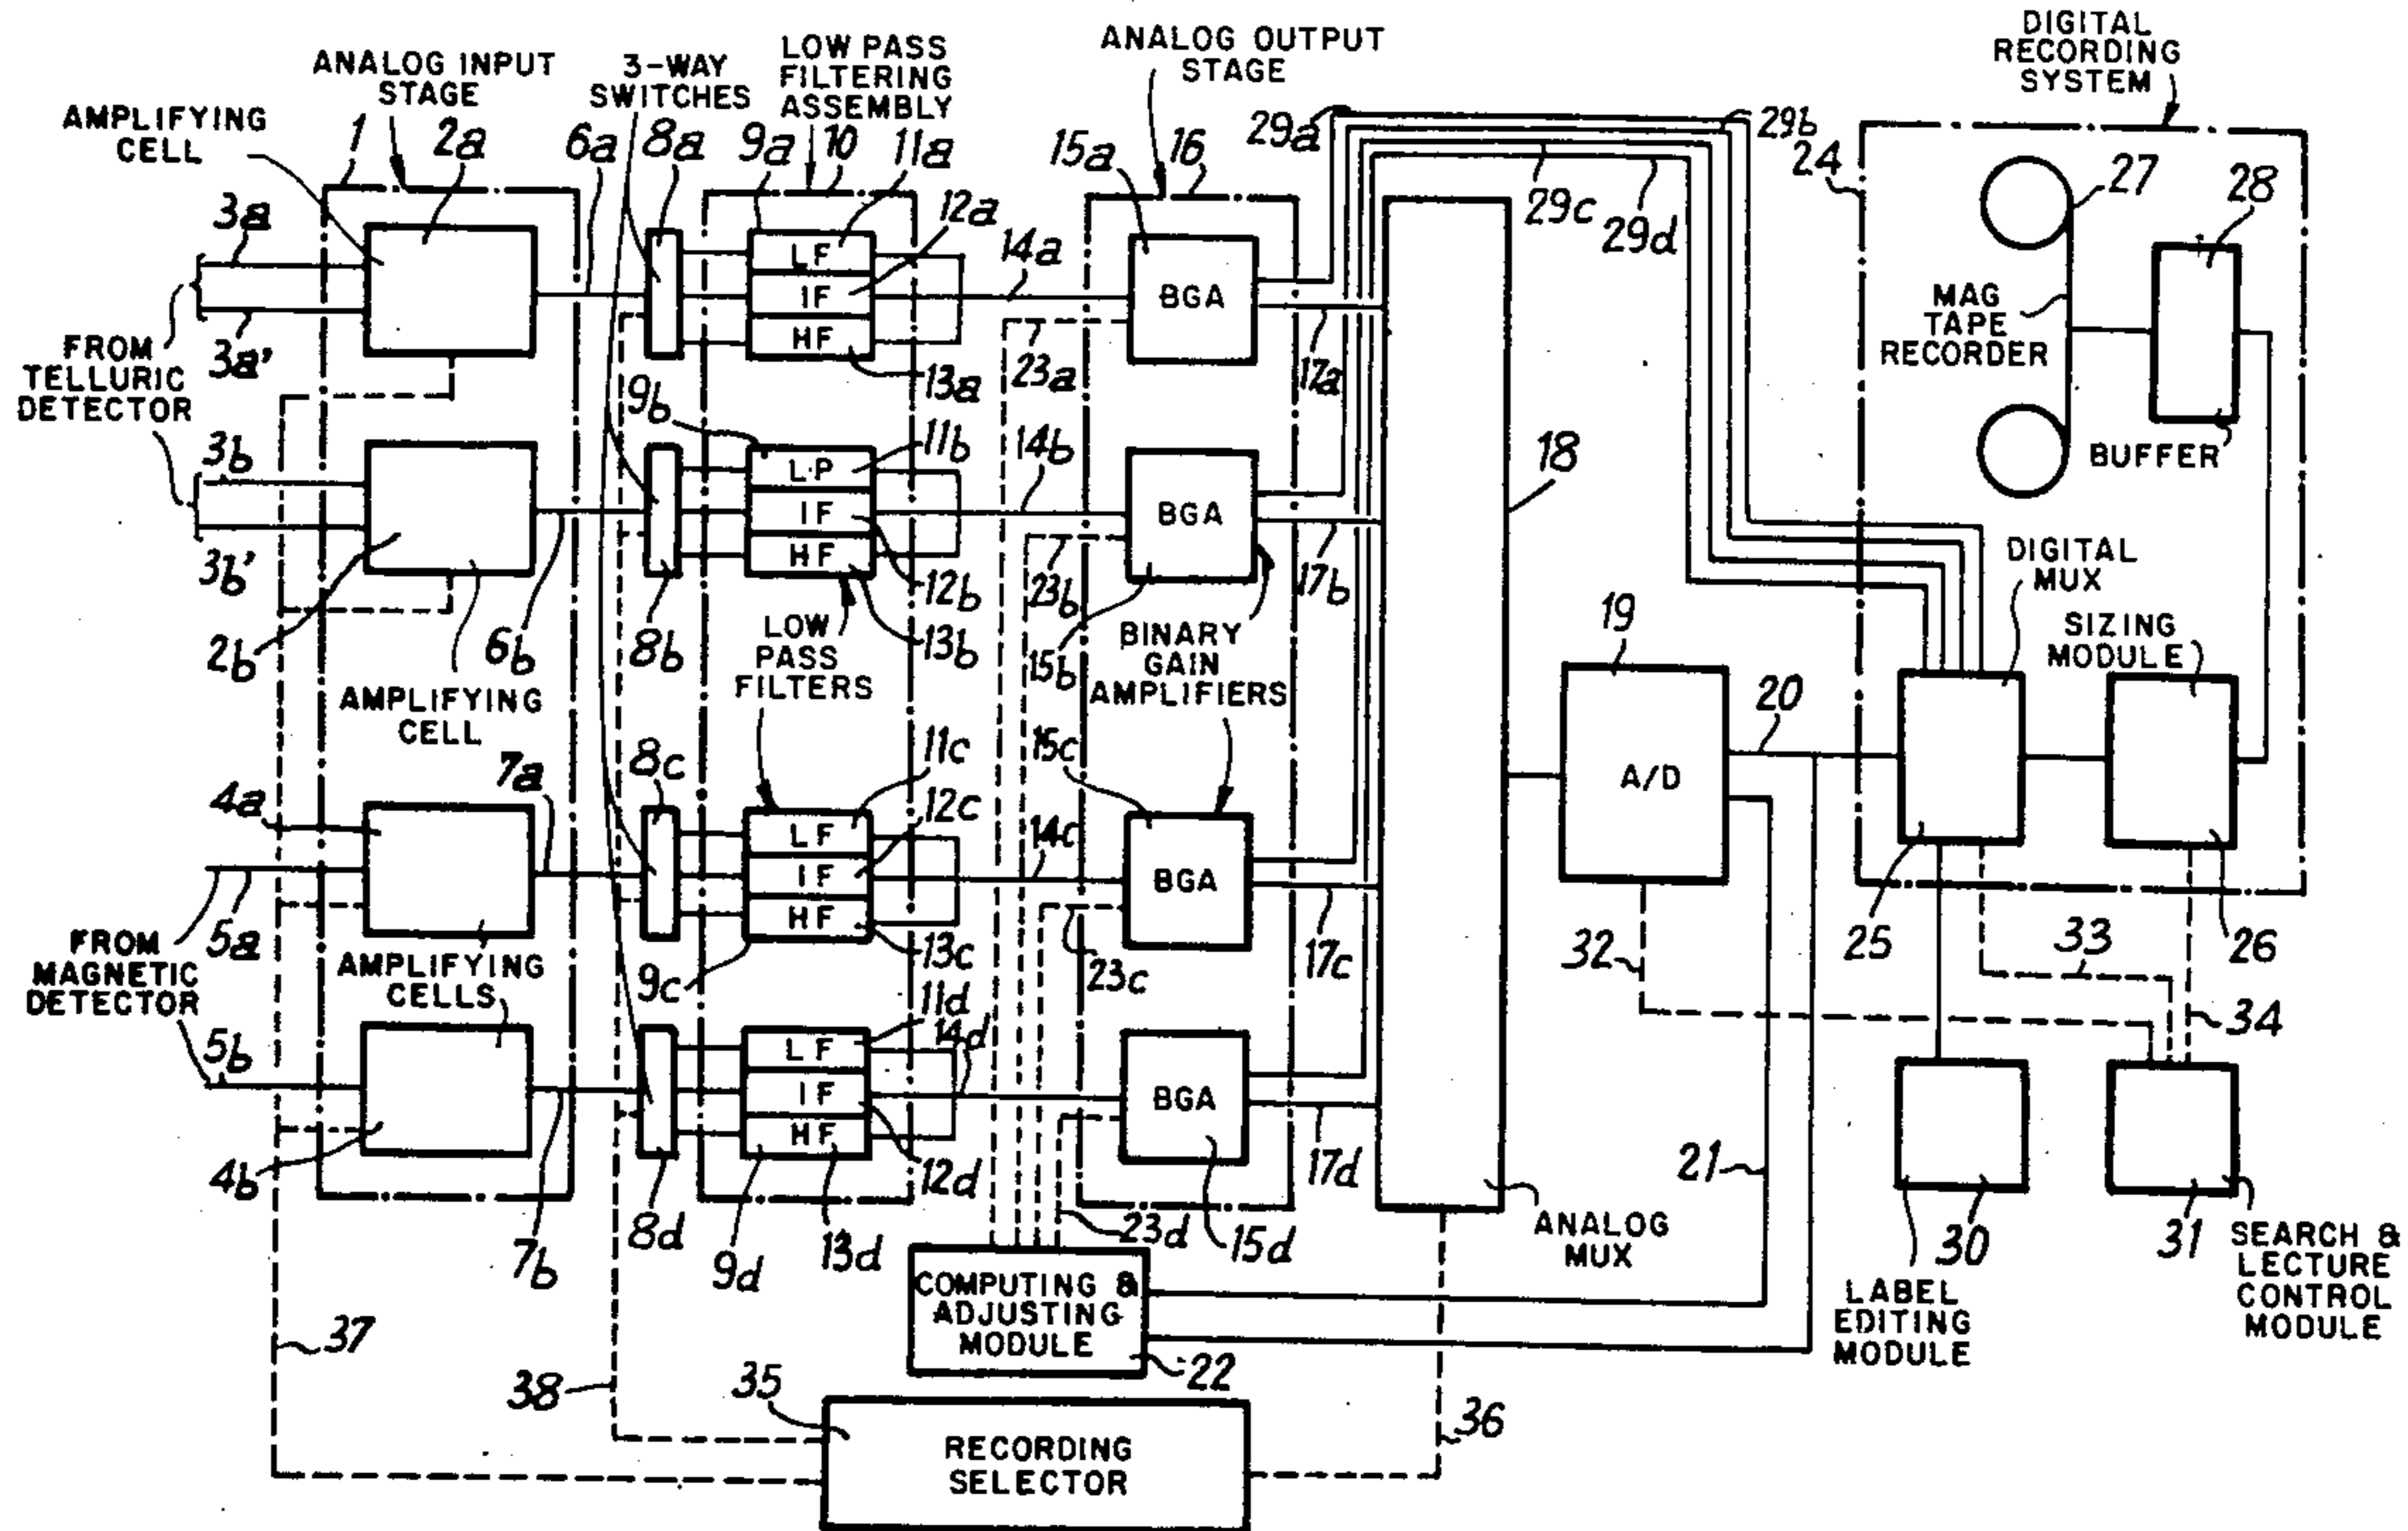 ANALOG INPUT
STAGE
AMPLIFYING
CELL
1
2a
3a
3a'
FROM
TELLURIC
DETECTOR
3b
3b'
2b
AMPLIFYING
CELL
6a
6b
3-WAY
SWITCHES
8a
8b
LOW PASS
FILTERING
ASSEMBLY
9a
10
11a
LF
IF
HF
12a
13a
14a
9b
11b
LP
IF
HF
12b
13b
14b
LOW
PASS
FILTERS
ANALOG OUTPUT
STAGE
15a
16
BGA
23a
17a
BGA
23b
15b
17b
BINARY
GAIN
AMPLIFIERS
29a
29b
29c
29d
18
DIGITAL
RECORDING
SYSTEM
24
27
28
MAG
TAPE
RECORDER
BUFFER
DIGITAL
MUX
SIZING
MODULE
19
A/D
20
25
26
4a
5a
FROM
MAGNETIC
DETECTOR
AMPLIFYING
CELLS
5b
4b
7a
7b
8c
8d
11c
LF
IF
HF
12c
13c
9c
14c
11d
LF
IF
HF
12d
13d
9d
14d
15c
BGA
23c
17c
BGA
23d
15d
17d
ANALOG
MUX
32
33
34
21
30
LABEL
EDITING
MODULE
31
SEARCH &
LECTURE
CONTROL
MODULE
COMPUTING &
ADJUSTING
MODULE
22
37
38
35
RECORDING
SELECTOR
36